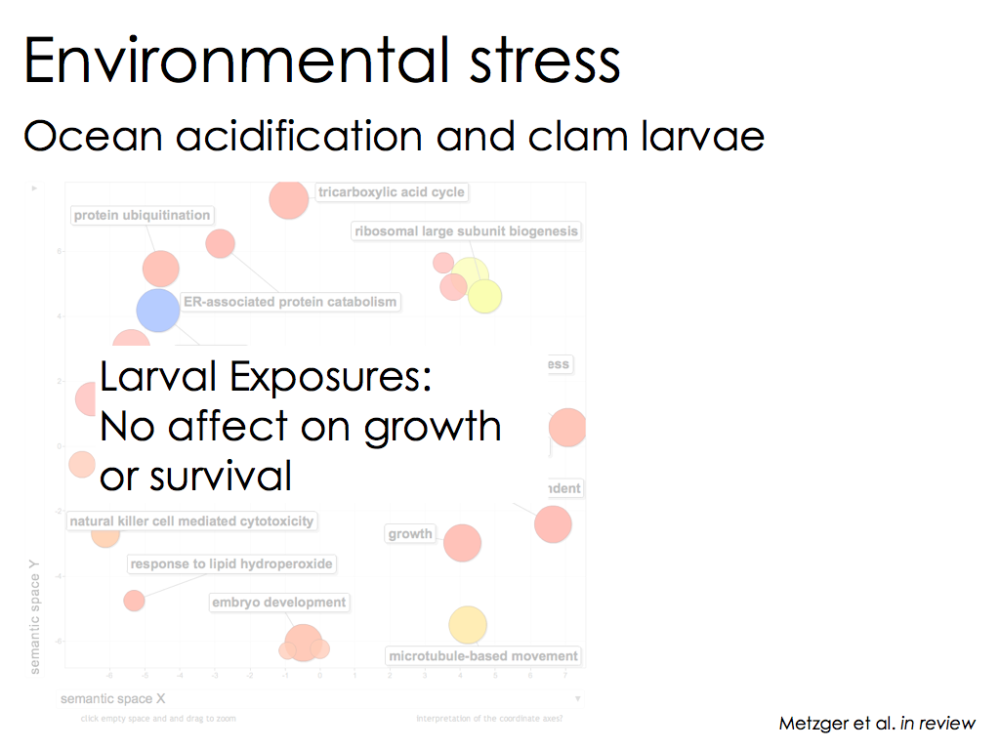 Environmental stress
Ocean acidification and clam larvae
tricarboxylic acid cycle
protein ubiquitination
ribosomal large subunit biogenesis
6
ER-associated protein catabolism
4
Larval Exposures:
No affect on growth
or survival
ess
2
0
ndent
-2
natural killer cell mediated cytotoxicity
growth
response to lipid hydroperoxide
-4
embryo development
semantic space Y
-6
microtubule-based movement
-6 -5 -4 -3 -2 -1 0 1 2 3 4 5 6 7
semantic space X
click empty space and and drag to zoom
Interpretation of the coordinate axes?
Metzger et al. in review